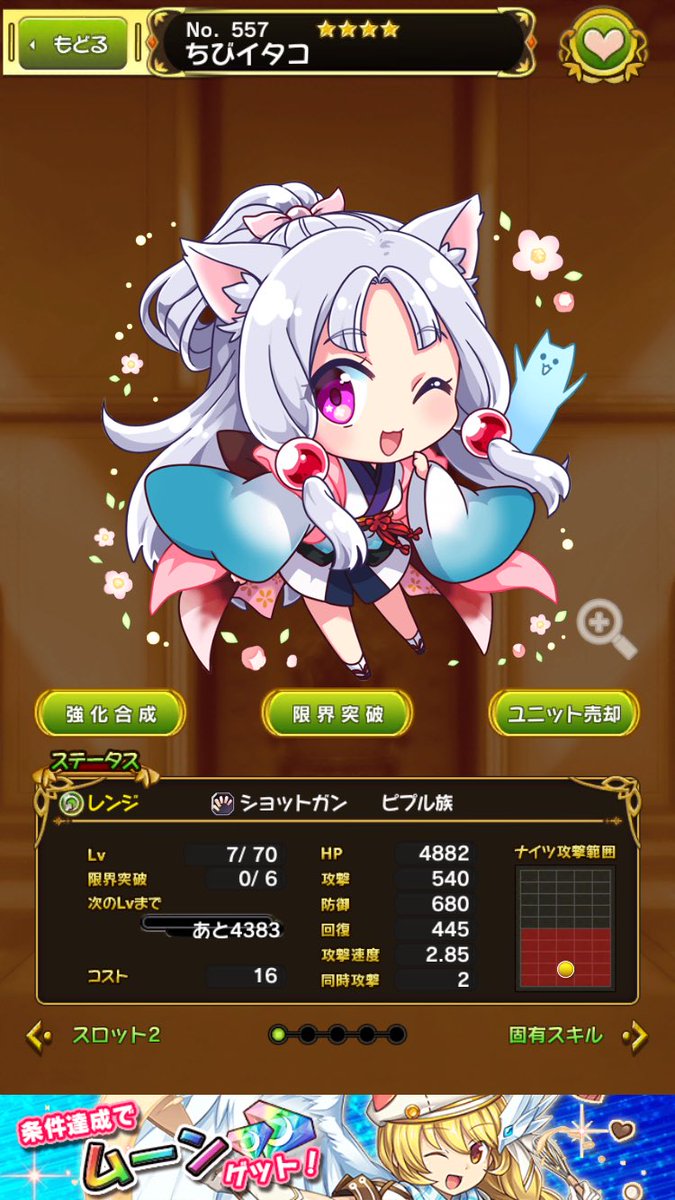 もどる
No. 557
ちびイタコ
強化合成
限界突破
ユニット売却
ステータス
レンジ
ショットガン
ピプル族
Lv 7/ 70
限界突破 0/ 6
次のLvまで
あと4383
コスト 16
HP 4882
攻撃 540
防御 680
回復 445
攻撃速度 2.85
同時攻撃 2
ナイツ攻撃範囲
スロット2
固有スキル
条件達成で
ムーン
ゲット!